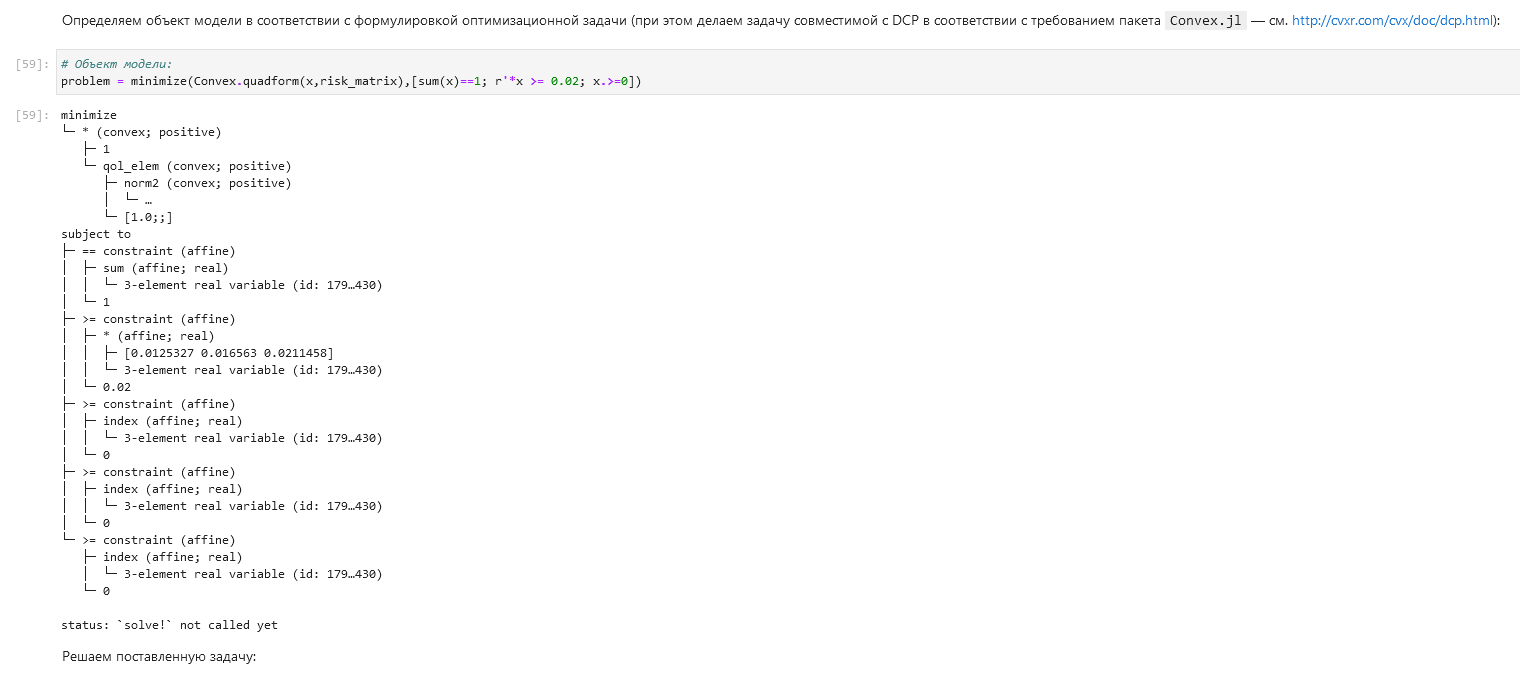 Определяем объект модели в соответствии с формулировкой оптимизационной задачи (при этом делаем задачу совместимой с DCP в соответствии с требованием пакета Convex.jl — см. http://cvxr.com/cvx/doc/dcp.html):
[59]: # Объект модели:
problem = minimize(Convex.quadform(x,risk_matrix),[sum(x)==1; r'*x >= 0.02; x.>=0])
[59]: minimize
└─ * (convex; positive)
   ├─ 1
   └─ qol_elem (convex; positive)
      ├─ norm2 (convex; positive)
      │  └─ …
      └─ [1.0;;]
subject to
├─ == constraint (affine)
│  ├─ sum (affine; real)
│  │  └─ 3-element real variable (id: 179…430)
│  └─ 1
├─ >= constraint (affine)
│  ├─ * (affine; real)
│  │  ├─ [0.0125327 0.016563 0.0211458]
│  │  └─ 3-element real variable (id: 179…430)
│  └─ 0.02
├─ >= constraint (affine)
│  ├─ index (affine; real)
│  │  └─ 3-element real variable (id: 179…430)
│  └─ 0
├─ >= constraint (affine)
│  ├─ index (affine; real)
│  │  └─ 3-element real variable (id: 179…430)
│  └─ 0
└─ >= constraint (affine)
   ├─ index (affine; real)
   │  └─ 3-element real variable (id: 179…430)
   └─ 0
status: `solve!` not called yet
Решаем поставленную задачу: